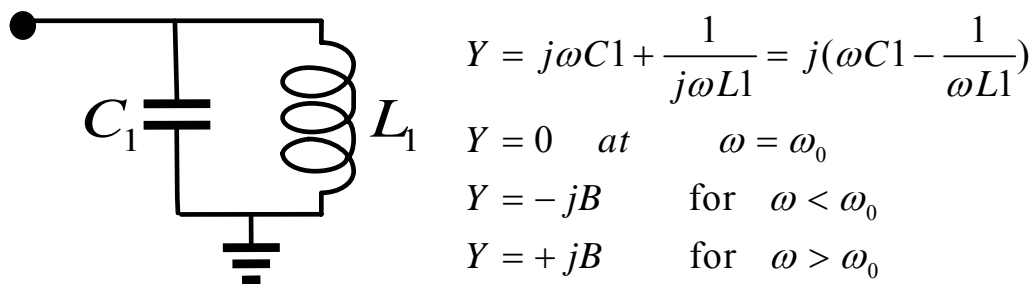 C₁
L₁
Y = jωC1 + 1/(jωL1) = j(ωC1 − 1/(ωL1))
Y = 0 at ω = ω₀
Y = − jB for ω < ω₀
Y = + jB for ω > ω₀